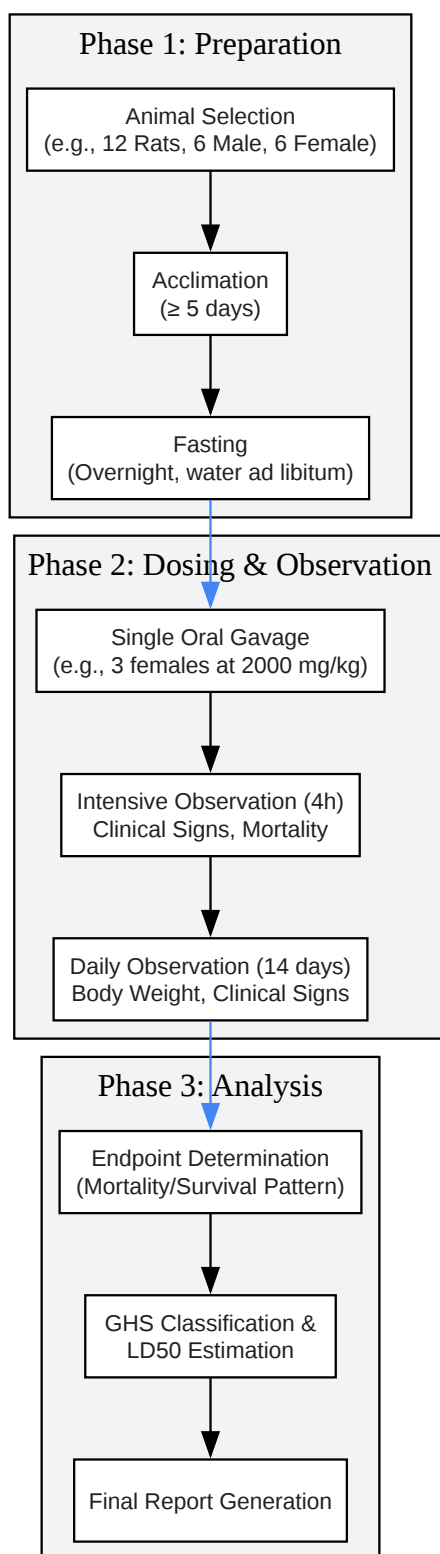 Phase 1: Preparation
Animal Selection
(e.g., 12 Rats, 6 Male, 6 Female)
Acclimation
(≥ 5 days)
Fasting
(Overnight, water ad libitum)
Phase 2: Dosing & Observation
Single Oral Gavage
(e.g., 3 females at 2000 mg/kg)
Intensive Observation (4h)
Clinical Signs, Mortality
Daily Observation (14 days)
Body Weight, Clinical Signs
Phase 3: Analysis
Endpoint Determination
(Mortality/Survival Pattern)
GHS Classification &
LD50 Estimation
Final Report Generation